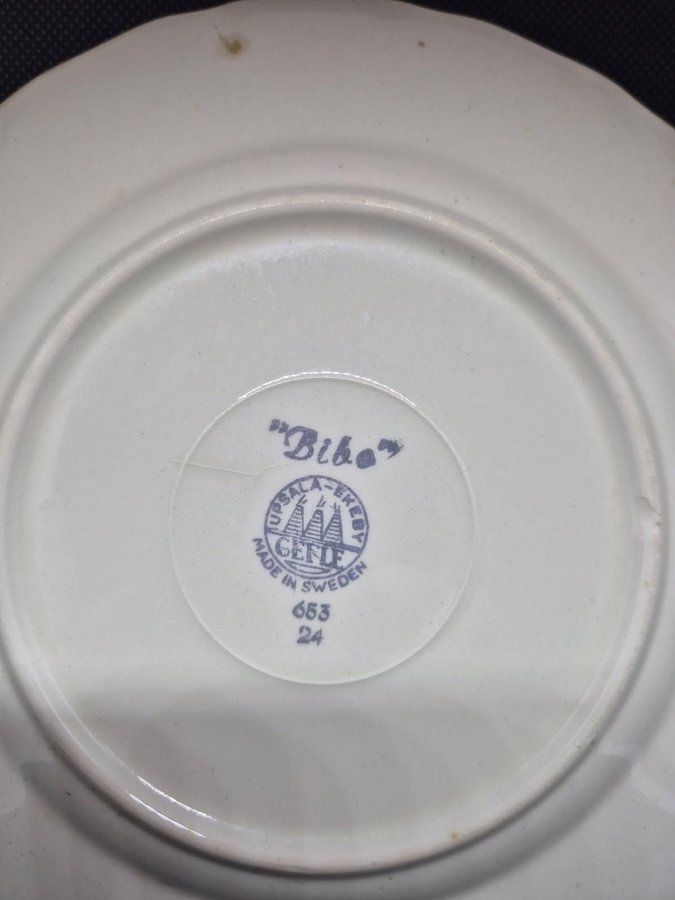 "Bibo"
UPSALA-EKEBY
GEFLE
MADE IN SWEDEN
653
24